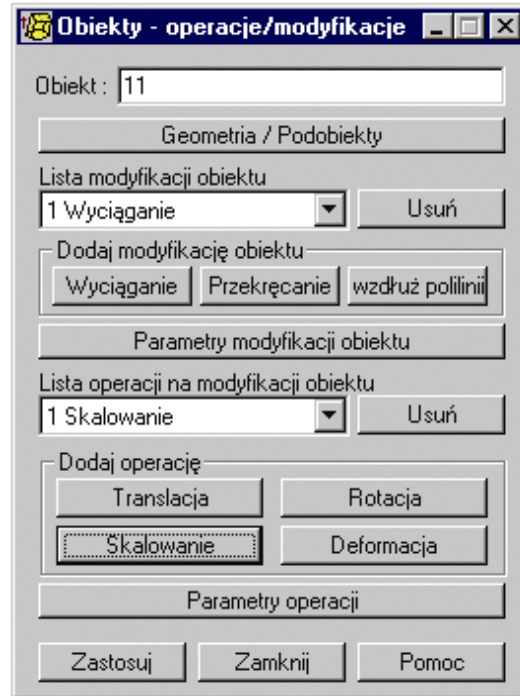 Obiekty - operacje/modyfikacje
Obiekt : 11
Geometria / Podobiekty
Lista modyfikacji obiektu
1 Wyciąganie Usuń
Dodaj modyfikację obiektu
Wyciąganie Przekręcanie wzdłuż polilinii
Parametry modyfikacji obiektu
Lista operacji na modyfikacji obiektu
1 Skalowanie Usuń
Dodaj operację
Translacja Rotacja
Skalowanie Deformacja
Parametry operacji
Zastosuj Zamknij Pomoc